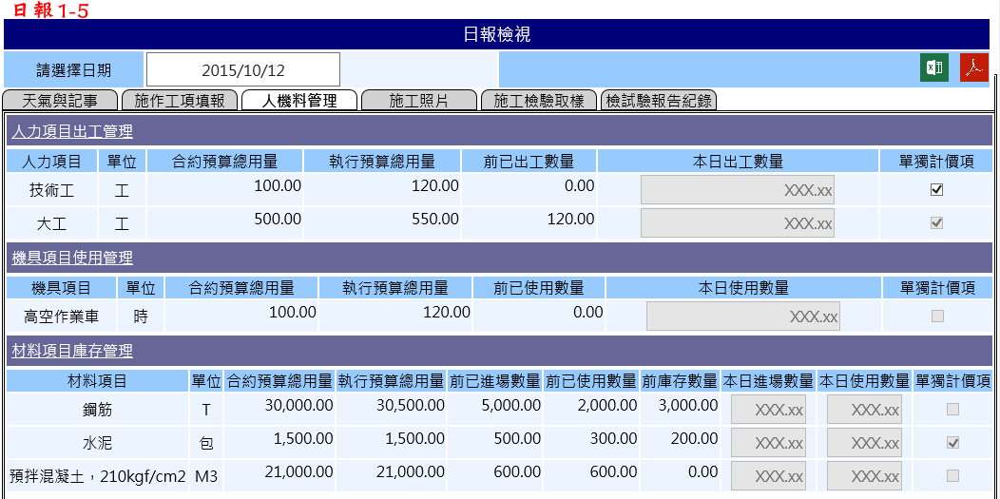 日報1-5
日報檢視
請選擇日期 2015/10/12
天氣與記事 施作工項填報 人機料管理 施工照片 施工檢驗取樣 檢試驗報告紀錄
人力項目出工管理
人力項目 單位 合約預算總用量 執行預算總用量 前已出工數量 本日出工數量 單獨計價項
技術工 工 100.00 120.00 0.00 XXX.xx
大工 工 500.00 550.00 120.00 XXX.xx
機具項目使用管理
機具項目 單位 合約預算總用量 執行預算總用量 前已使用數量 本日使用數量 單獨計價項
高空作業車 時 100.00 120.00 0.00 XXX.xx
材料項目庫存管理
材料項目 單位 合約預算總用量 執行預算總用量 前已進場數量 前已使用數量 前庫存數量 本日進場數量 本日使用數量 單獨計價項
鋼筋 T 30,000.00 30,500.00 5,000.00 2,000.00 3,000.00 XXX.xx XXX.xx
水泥 包 1,500.00 1,500.00 500.00 300.00 200.00 XXX.xx XXX.xx
預拌混凝土，210kgf/cm2 M3 21,000.00 21,000.00 600.00 600.00 0.00 XXX.xx XXX.xx